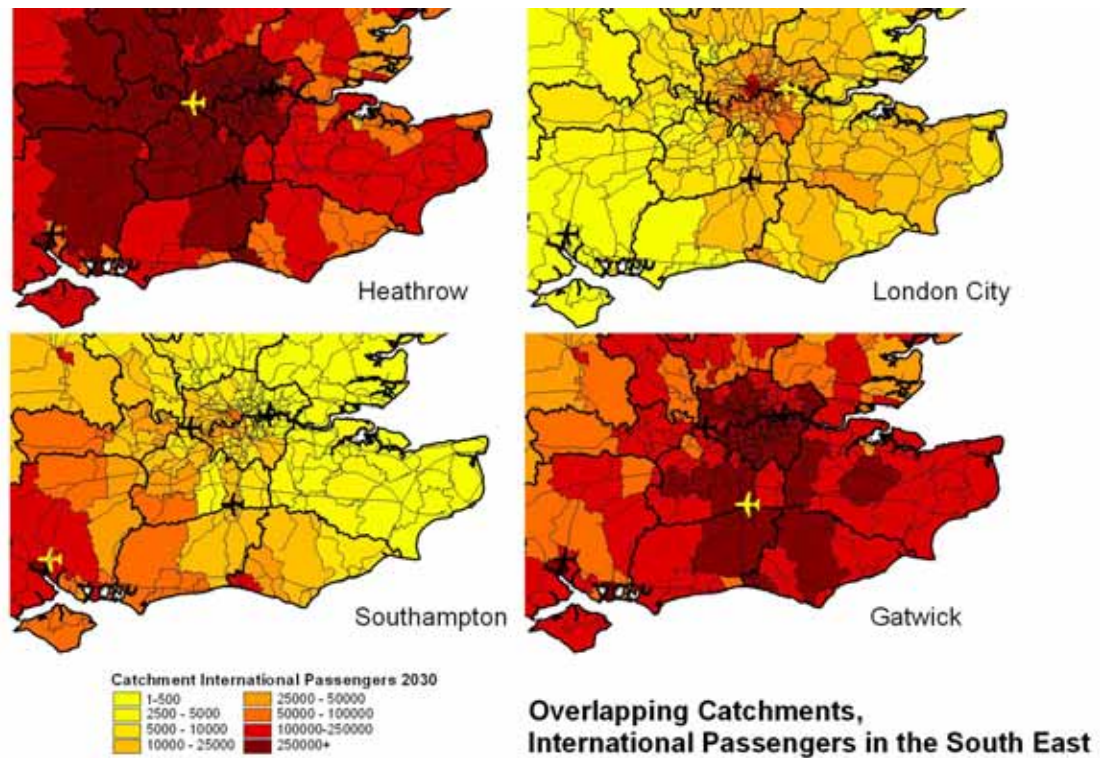 Heathrow
London City
Southampton
Gatwick
Catchment International Passengers 2030
1-500
2500 - 5000
5000 - 10000
10000 - 25000
25000 - 50000
50000 - 100000
100000-250000
250000+
Overlapping Catchments,
International Passengers in the South East